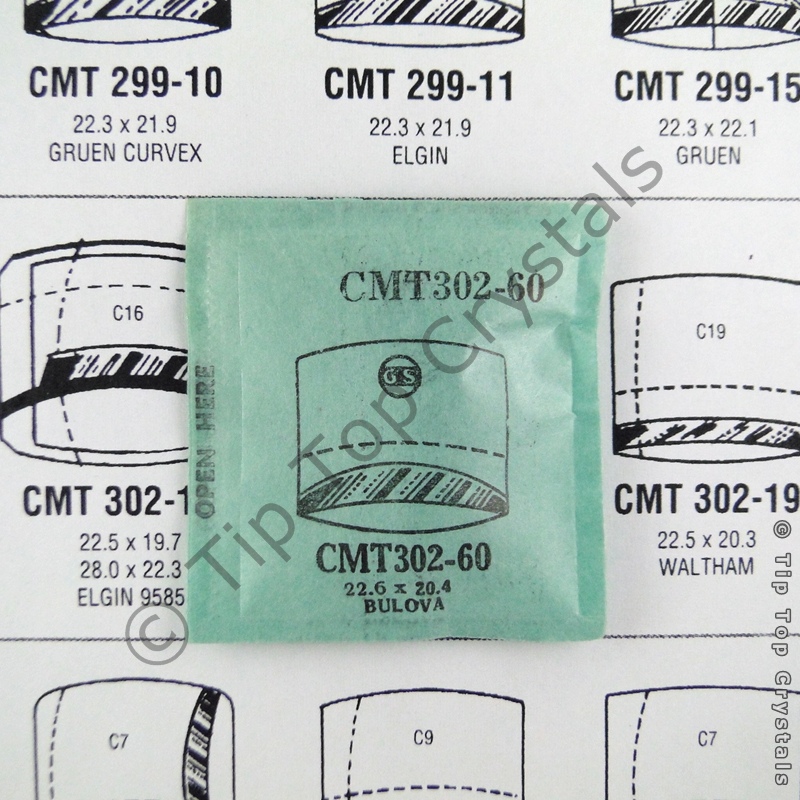 CMT 299-10
22.3 x 21.9
GRUEN CURVEX
CMT 299-11
22.3 x 21.9
ELGIN
CMT 299-15
22.3 x 22.1
GRUEN
C16
CMT 302-1
22.5 x 19.7
28.0 x 22.3
ELGIN 9585
OPEN HERE
CMT302-60
GS
CMT302-60
22.6 x 20.4
BULOVA
C19
CMT 302-19
22.5 x 20.3
WALTHAM
C7
C9
C7
© Tip Top Crystals
© Tip Top Crystals